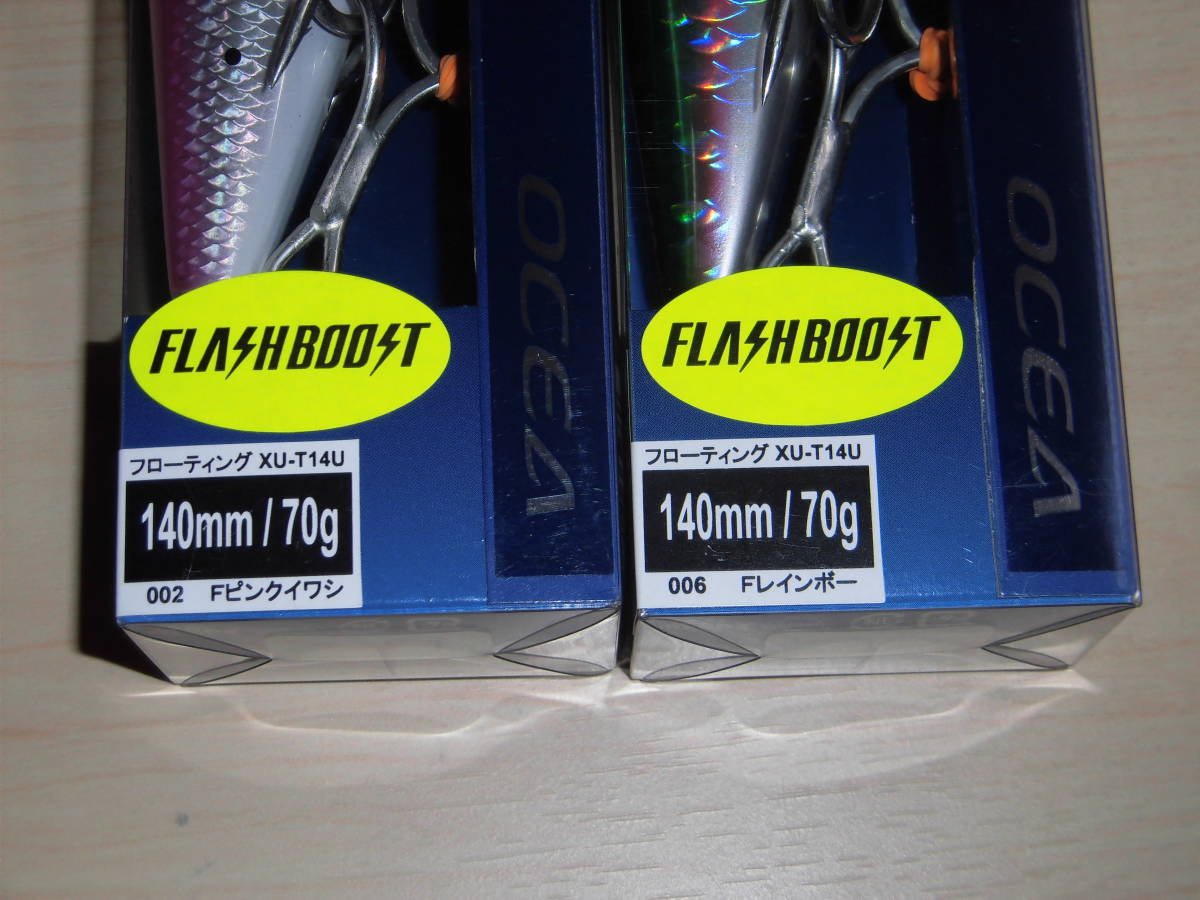 OCEA
FLASHBOOST
フローティング XU-T14U
140mm / 70g
002 Fピンクイワシ
OCEA
FLASHBOOST
フローティング XU-T14U
140mm / 70g
006 Fレインボー